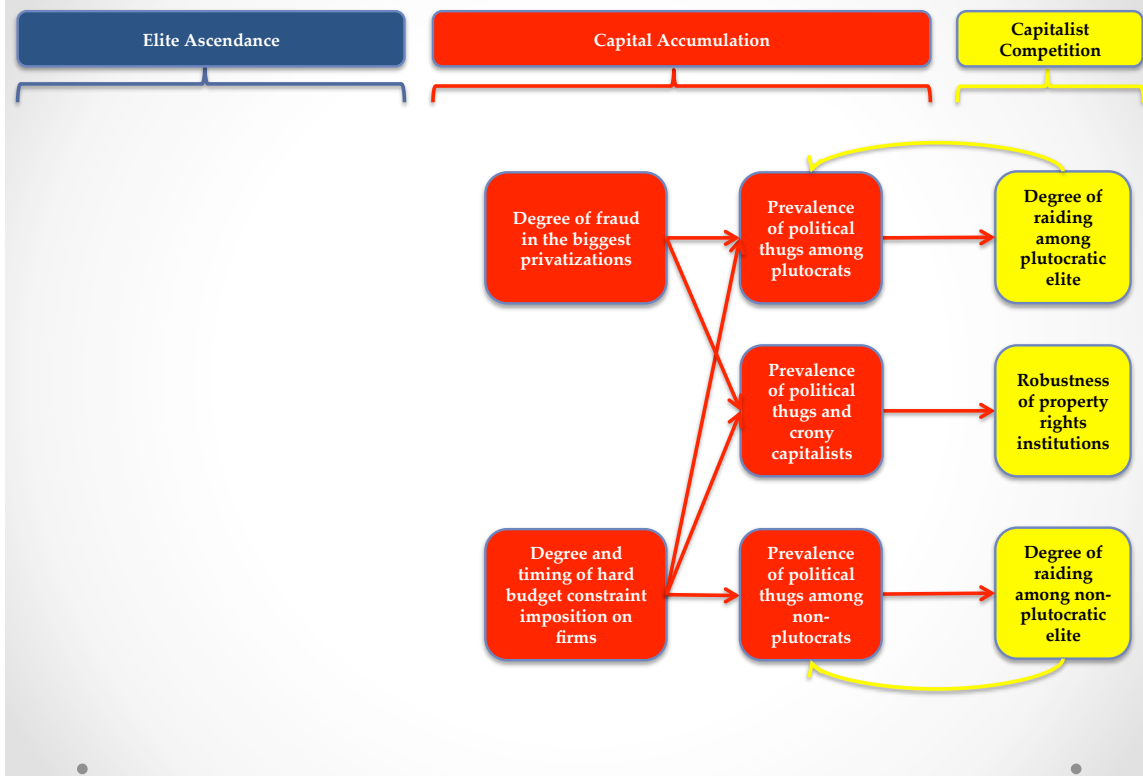 Elite Ascendance
Capital Accumulation
Capitalist
Competition
Degree of fraud
in the biggest
privatizations
Prevalence
of political
thugs among
plutocrats
Degree of
raiding
among
plutocratic
elite
Prevalence
of political
thugs and
crony
capitalists
Robustness
of property
rights
institutions
Degree and
timing of hard
budget constraint
imposition on
firms
Prevalence
of political
thugs among
non-
plutocrats
Degree of
raiding
among non-
plutocratic
elite